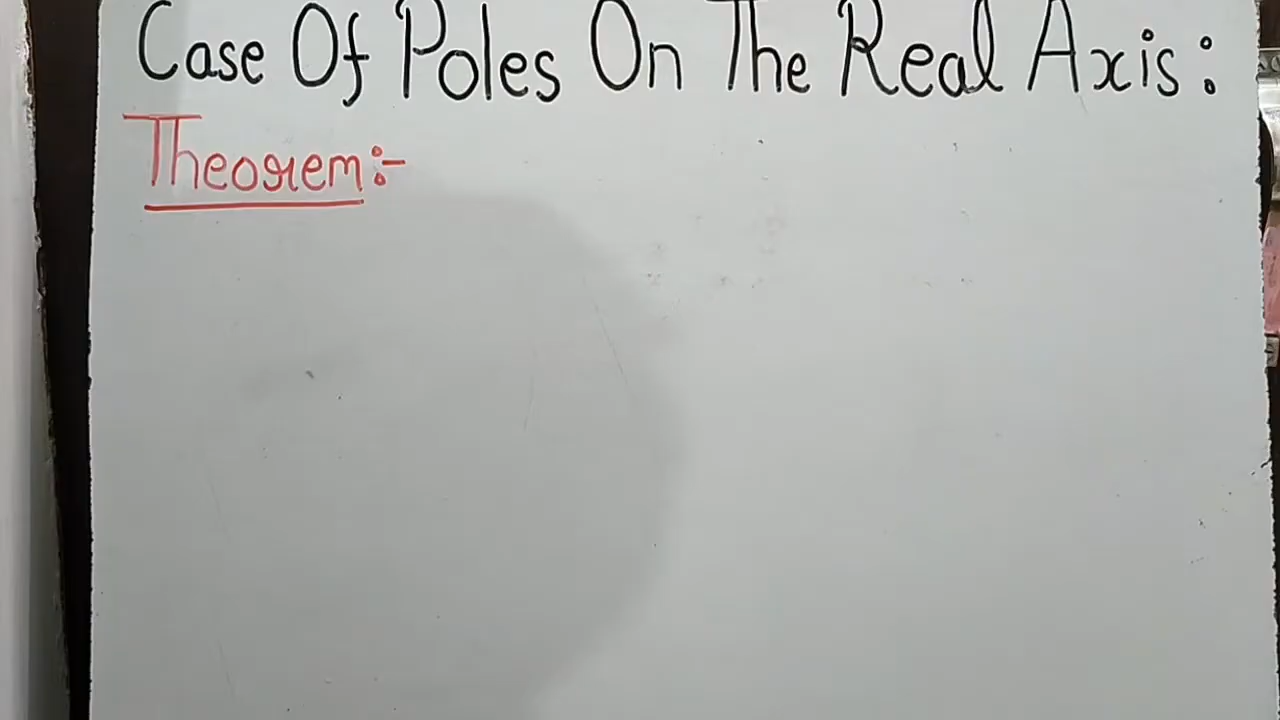 Case Of Poles On The Real Axis:
Theorem:-